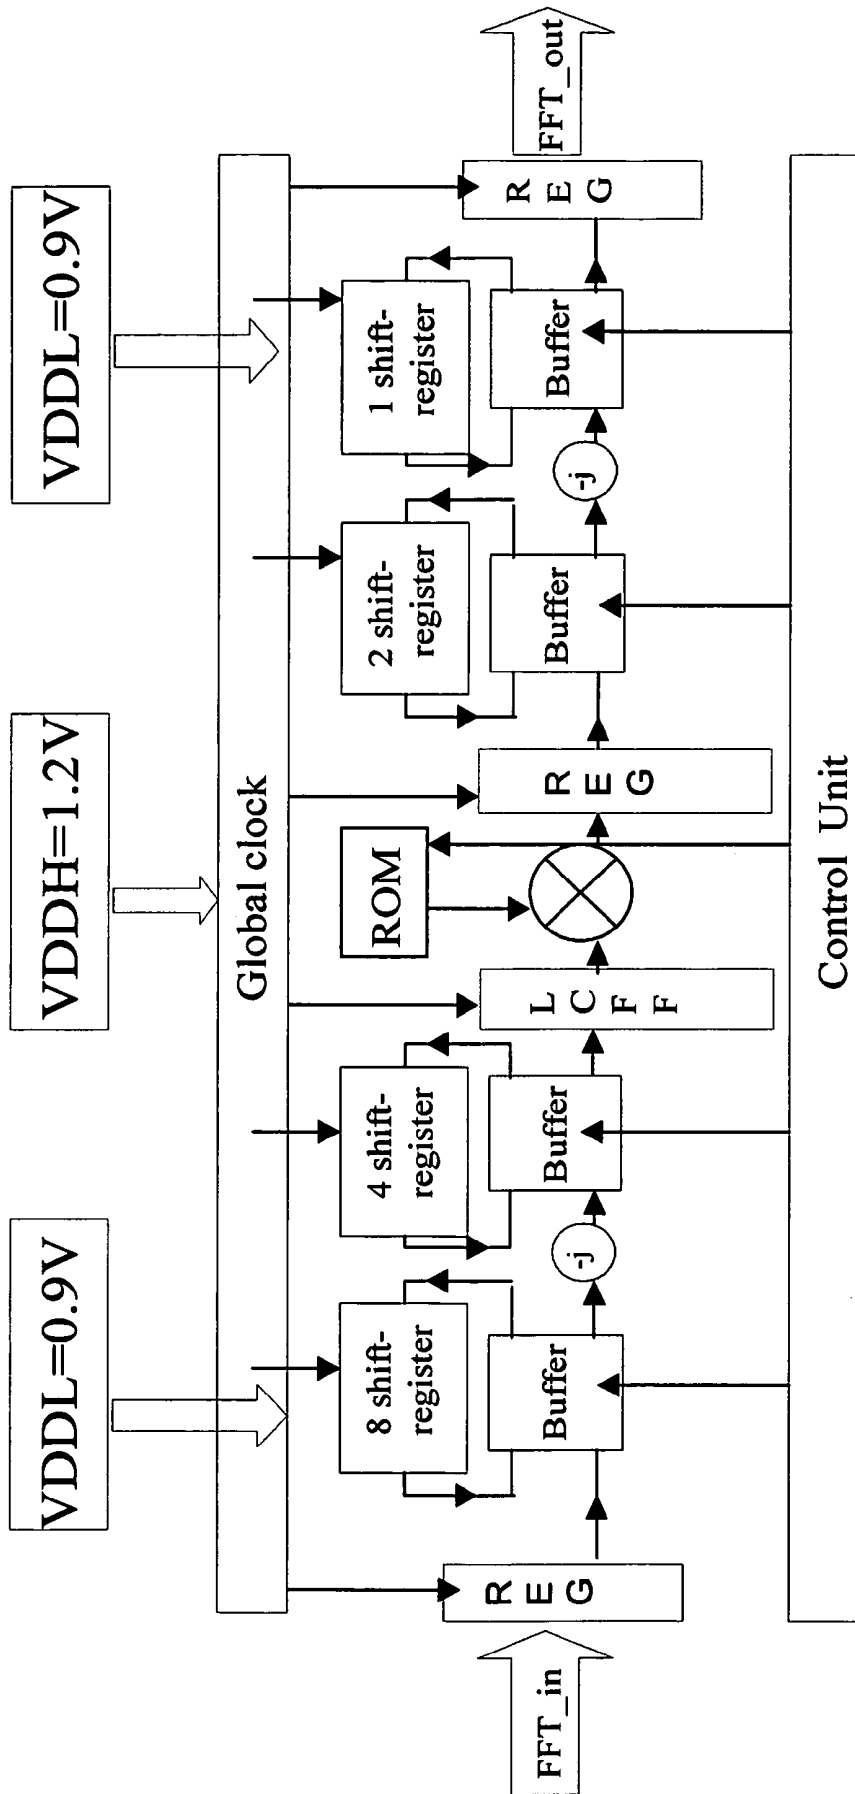 VDDL=0.9V
VDDH=1.2V
VDDL=0.9V
Global clock
8 shift-
register
4 shift-
register
ROM
2 shift-
register
1 shift-
register
FFT_in
REG
Buffer
-j
Buffer
LCFF
REG
Buffer
-j
Buffer
REG
FFT_out
Control Unit